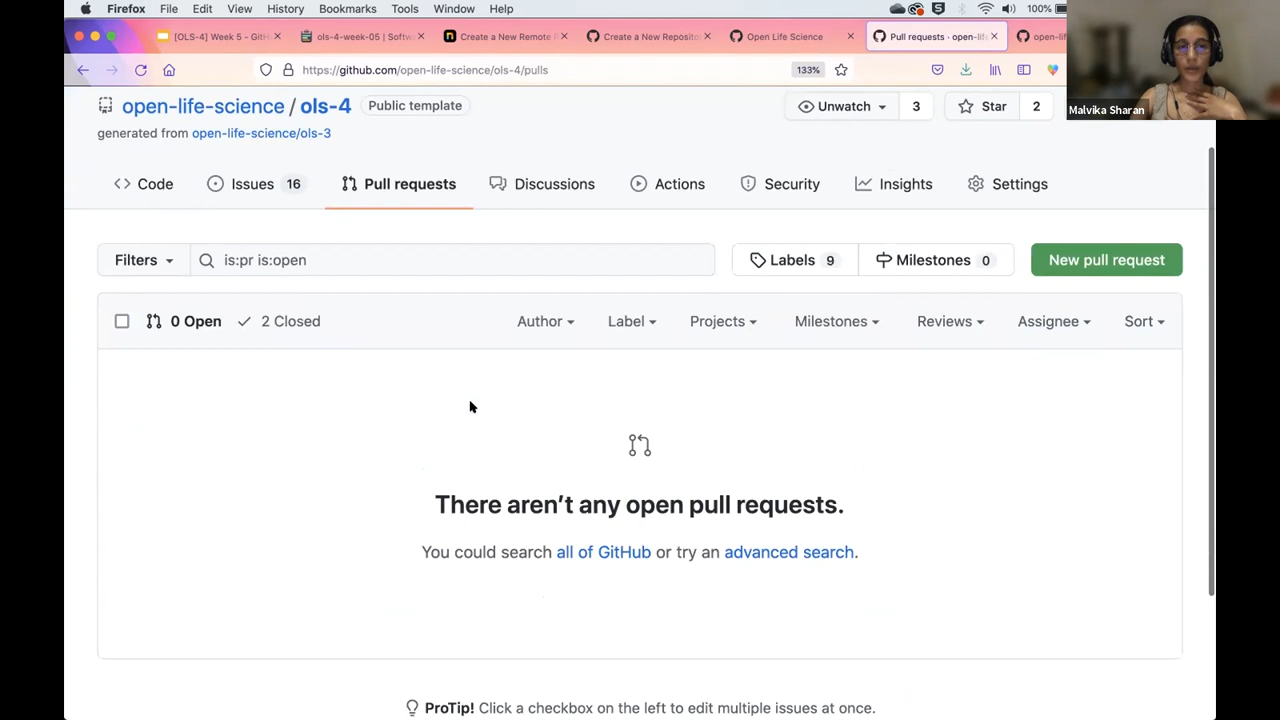 Firefox File Edit View History Bookmarks Tools Window Help 100%
[OLS-4] Week 5 - GitH ols-4-week-05 | Softw Create a New Remote Create a New Reposito Open Life Science Pull requests · open-life open-life
https://github.com/open-life-science/ols-4/pulls 133%
Malvika Sharan
open-life-science / ols-4 Public template Unwatch 3 Star 2
generated from open-life-science/ols-3
Code Issues 16 Pull requests Discussions Actions Security Insights Settings
Filters is:pr is:open Labels 9 Milestones 0 New pull request
0 Open 2 Closed Author Label Projects Milestones Reviews Assignee Sort
There aren’t any open pull requests.
You could search all of GitHub or try an advanced search.
ProTip! Click a checkbox on the left to edit multiple issues at once.